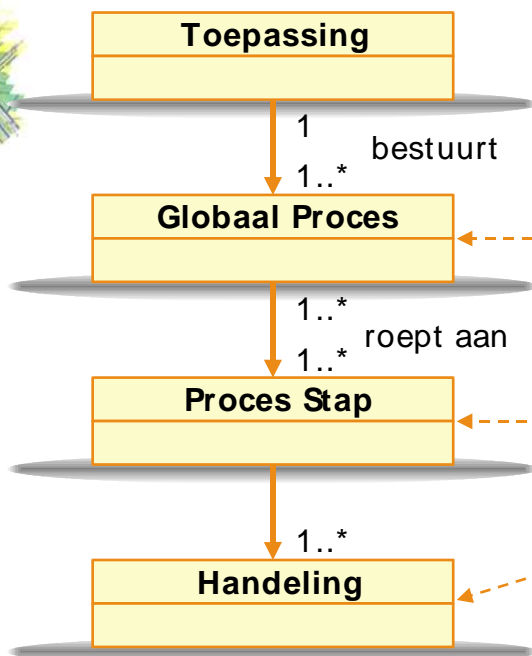 Toepassing
1
bestuurt
1..*
Globaal Proces
1..*
roept aan
1..*
Proces Stap
1..*
Handeling